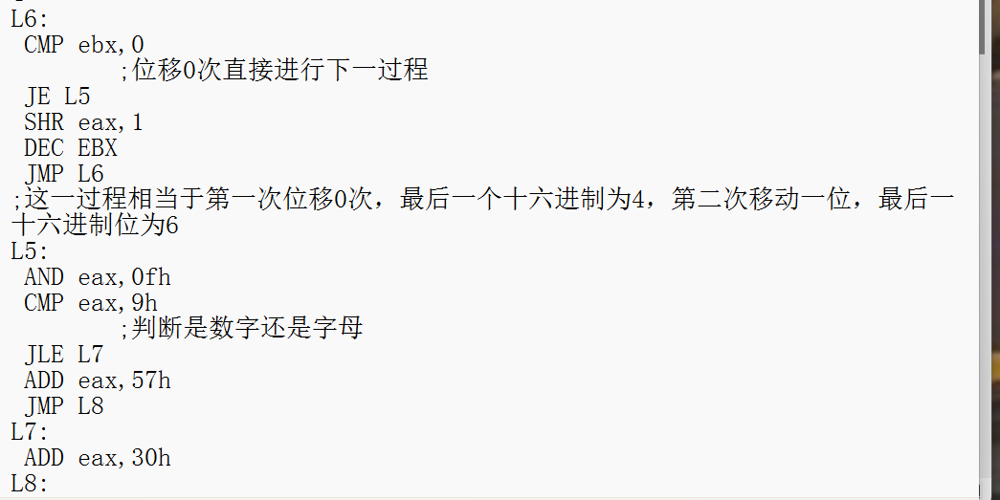 L6:
CMP ebx,0
;位移0次直接进行下一过程
JE L5
SHR eax,1
DEC EBX
JMP L6
;这一过程相当于第一次位移0次，最后一个十六进制为4，第二次移动一位，最后一
十六进制位为6
L5:
AND eax,0fh
CMP eax,9h
;判断是数字还是字母
JLE L7
ADD eax,57h
JMP L8
L7:
ADD eax,30h
L8: